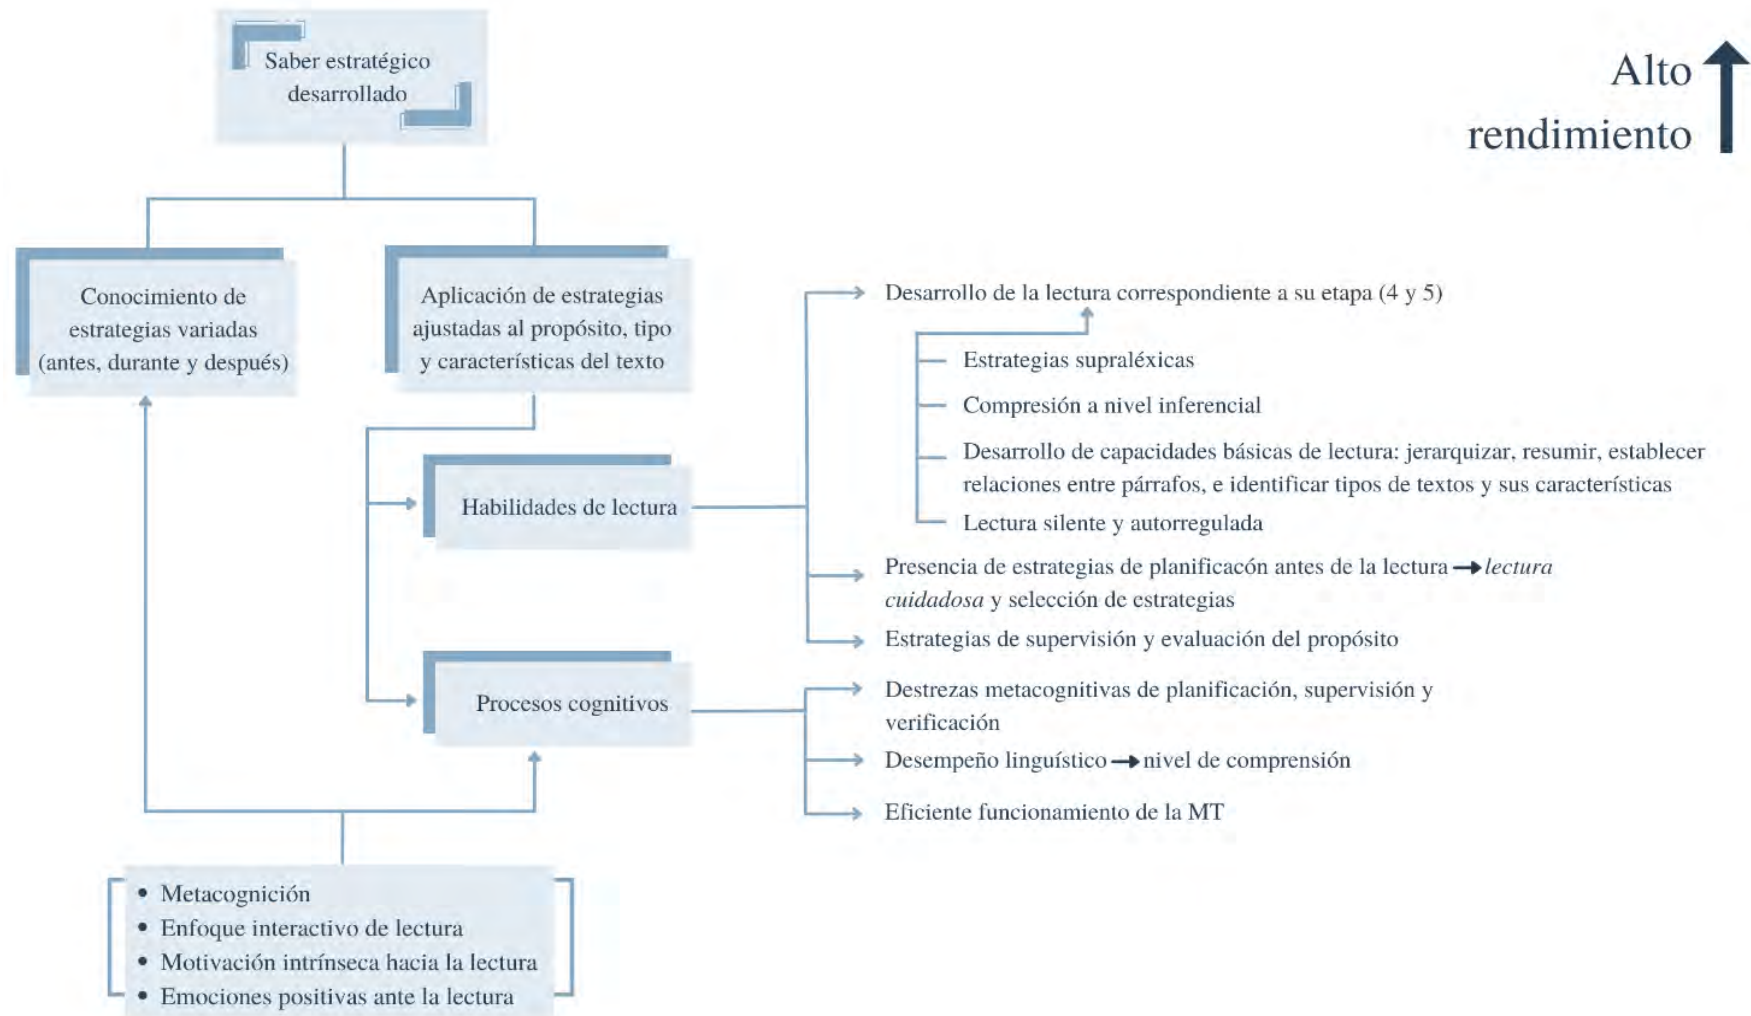 Saber estratégico
desarrollado
Alto
rendimiento
Conocimiento de
estrategias variadas
(antes, durante y después)
Aplicación de estrategias
ajustadas al propósito, tipo
y características del texto
Habilidades de lectura
Desarrollo de la lectura correspondiente a su etapa (4 y 5)
Estrategias supraléxicas
Compresión a nivel inferencial
Desarrollo de capacidades básicas de lectura: jerarquizar, resumir, establecer
relaciones entre párrafos, e identificar tipos de textos y sus características
Lectura silente y autorregulada
Presencia de estrategias de planificacón antes de la lectura → lectura
cuidadosa y selección de estrategias
Estrategias de supervisión y evaluación del propósito
Procesos cognitivos
Destrezas metacognitivas de planificación, supervisión y
verificación
Desempeño linguístico → nivel de comprensión
Eficiente funcionamiento de la MT
• Metacognición
• Enfoque interactivo de lectura
• Motivación intrínseca hacia la lectura
• Emociones positivas ante la lectura